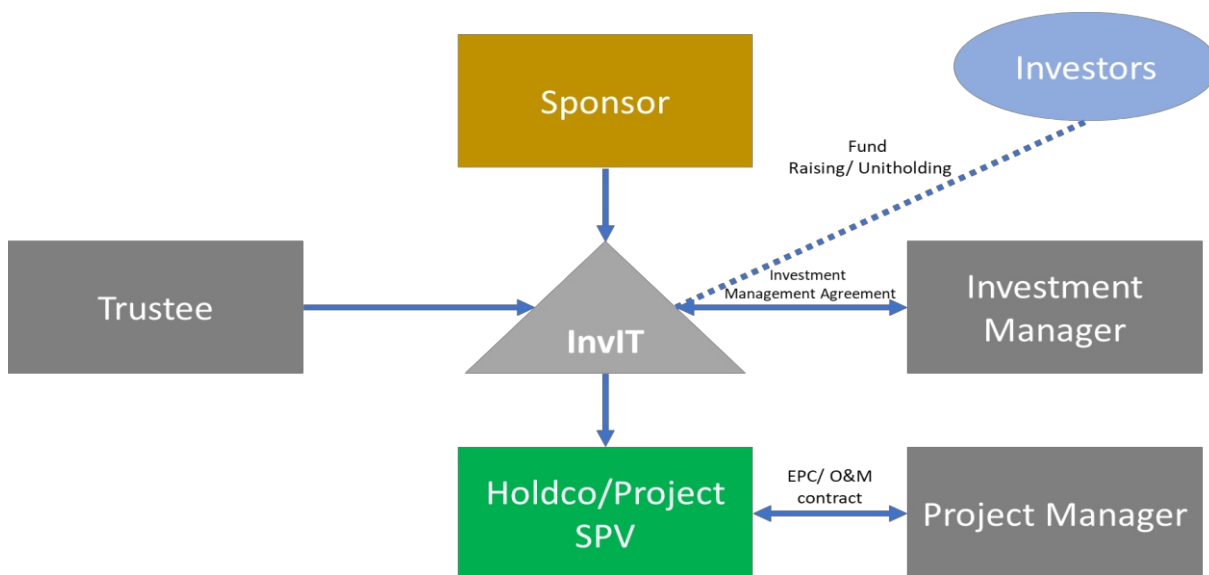 Sponsor
Investors
Fund
Raising/ Unitholding
Trustee
InvIT
Investment
Management Agreement
Investment
Manager
Holdco/Project
SPV
EPC/ O&M
contract
Project Manager